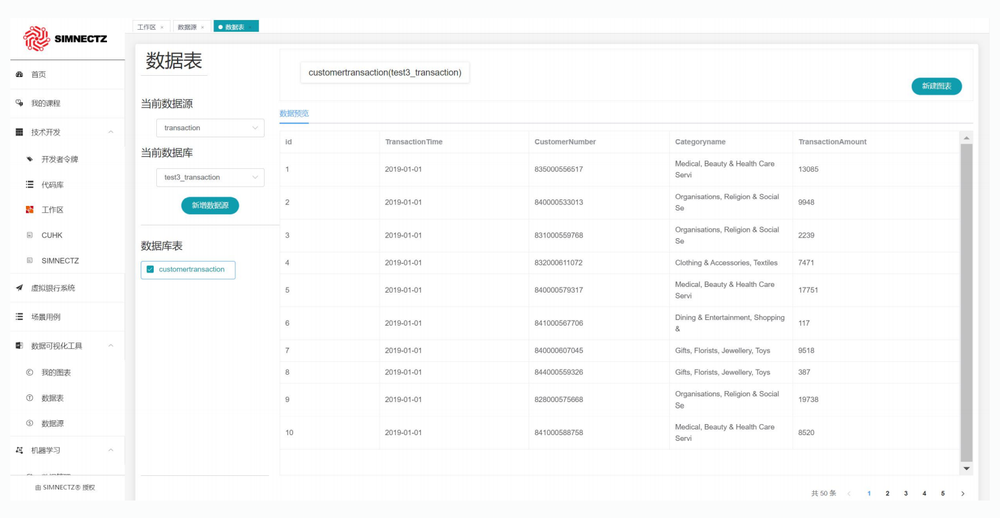 SIMNECTZ
首页
我的课程
技术开发
开发者令牌
代码库
工作区
CUHK
SIMNECTZ
虚拟银行系统
场景用例
数据可视化工具
我的图表
数据表
数据源
机器学习
由 SIMNECTZ® 授权
工作区 × 数据源 × 数据表 ×
数据表
当前数据源
transaction
当前数据库
test3_transaction
新增数据源
数据库表
customertransaction
customertransaction(test3_transaction)
新建图表
数据预览
id TransactionTime CustomerNumber Categoryname TransactionAmount
1 2019-01-01 835000556517 Medical, Beauty & Health Care Servi 13085
2 2019-01-01 840000533013 Organisations, Religion & Social Se 9948
3 2019-01-01 831000559768 Organisations, Religion & Social Se 2239
4 2019-01-01 832000611072 Clothing & Accessories, Textiles 7471
5 2019-01-01 840000579317 Medical, Beauty & Health Care Servi 17751
6 2019-01-01 841000567706 Dining & Entertainment, Shopping & 117
7 2019-01-01 840000607045 Gifts, Florists, Jewellery, Toys 9518
8 2019-01-01 844000559326 Gifts, Florists, Jewellery, Toys 387
9 2019-01-01 828000575668 Organisations, Religion & Social Se 19738
10 2019-01-01 841000588758 Medical, Beauty & Health Care Servi 8520
共 50 条 1 2 3 4 5